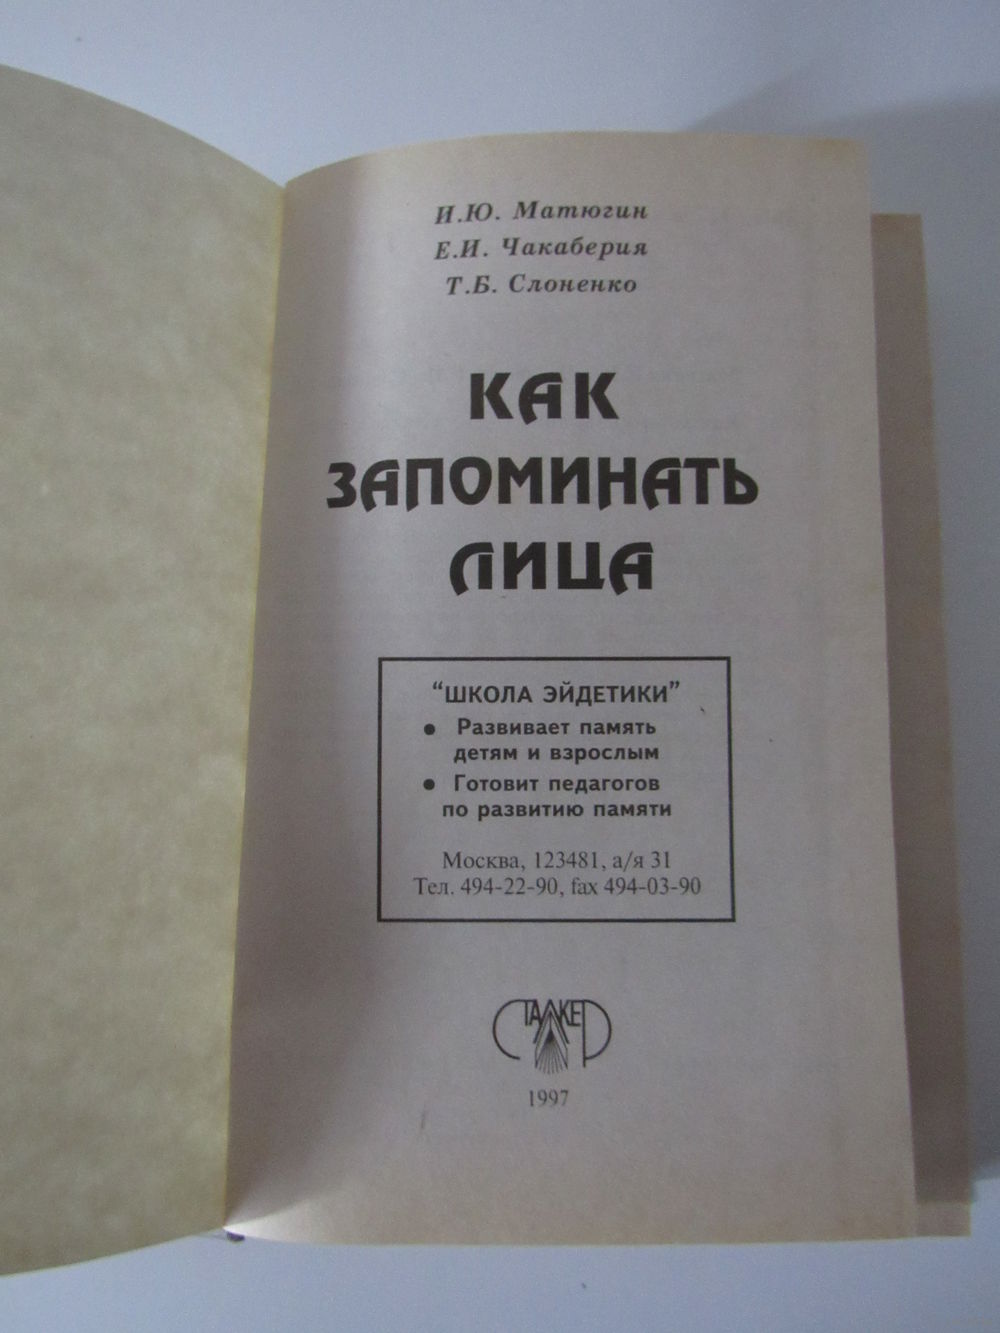 И.Ю. Матюгин
Е.И. Чакаберия
Т.Б. Слоненко
КАК
ЗАПОМИНАТЬ
ЛИЦА
“ШКОЛА ЭЙДЕТИКИ”
• Развивает память
детям и взрослым
• Готовит педагогов
по развитию памяти
Москва, 123481, а/я 31
Тел. 494-22-90, fax 494-03-90
СТАЛКЕР
1997